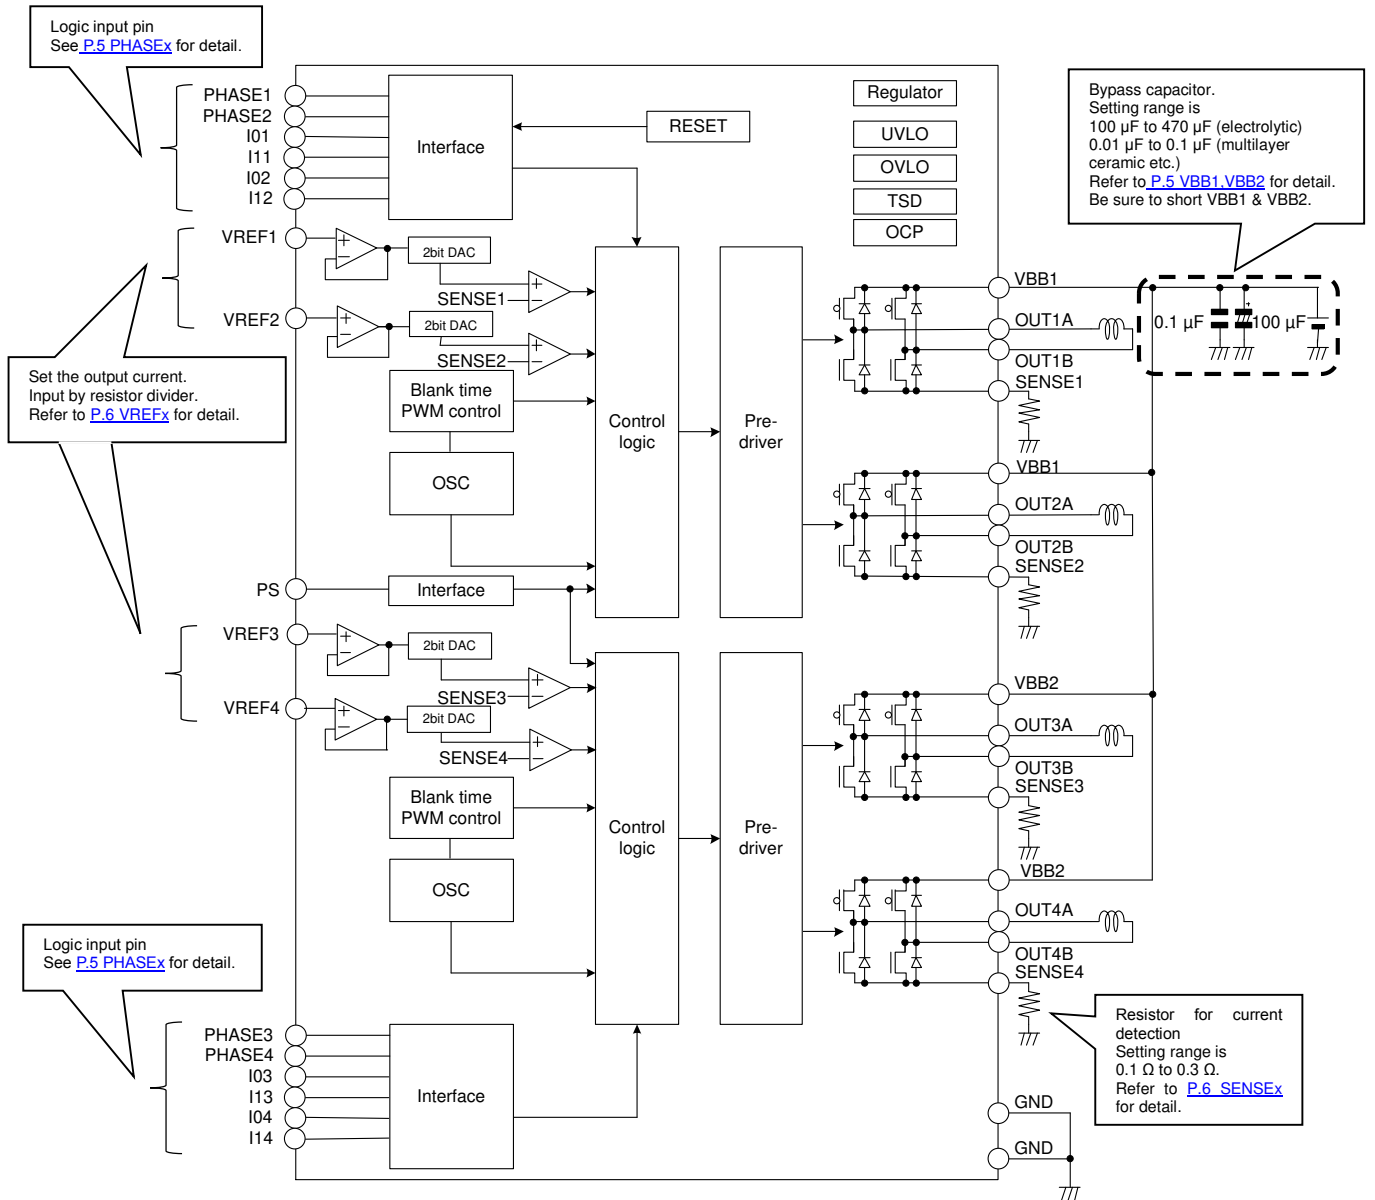 Logic input pin
See P.5 PHASEx for detail.
PHASE1
PHASE2
I01
I11
I02
I12
Interface
RESET
Regulator
UVLO
OVLO
TSD
OCP
Bypass capacitor.
Setting range is
100 µF to 470 µF (electrolytic)
0.01 µF to 0.1 µF (multilayer
ceramic etc.)
Refer to P.5 VBB1,VBB2 for detail.
Be sure to short VBB1 & VBB2.
VREF1
+
−
2bit DAC
SENSE1
+
−
VREF2
+
−
2bit DAC
SENSE2
+
−
Set the output current.
Input by resistor divider.
Refer to P.6 VREFx for detail.
Blank time
PWM control
OSC
Control
logic
Pre-
driver
VBB1
OUT1A
OUT1B
SENSE1
0.1 µF
+
100 µF
VBB1
OUT2A
OUT2B
SENSE2
PS
Interface
VREF3
+
−
2bit DAC
SENSE3
+
−
VREF4
+
−
2bit DAC
SENSE4
+
−
Blank time
PWM control
OSC
Control
logic
Pre-
driver
VBB2
OUT3A
OUT3B
SENSE3
VBB2
OUT4A
OUT4B
SENSE4
Logic input pin
See P.5 PHASEx for detail.
PHASE3
PHASE4
I03
I13
I04
I14
Interface
Resistor for current
detection
Setting range is
0.1 Ω to 0.3 Ω.
Refer to P.6 SENSEx
for detail.
GND
GND